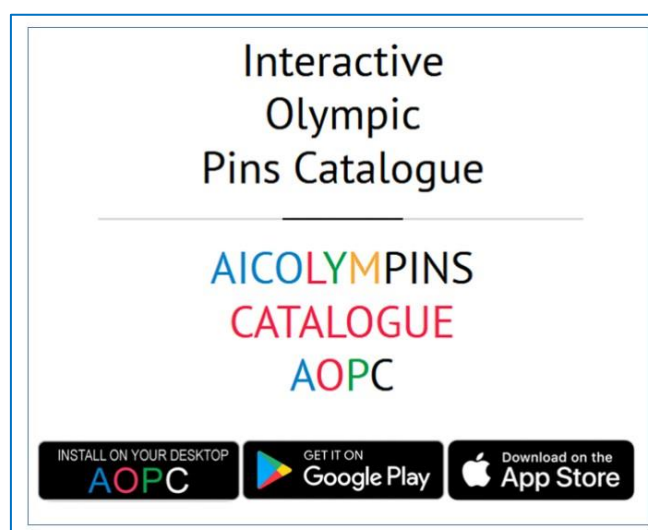 Interactive
Olympic
Pins Catalogue
AICOLYMPINS
CATALOGUE
AOPC
INSTALL ON YOUR DESKTOP
AOPC
GET IT ON
Google Play
Download on the
App Store